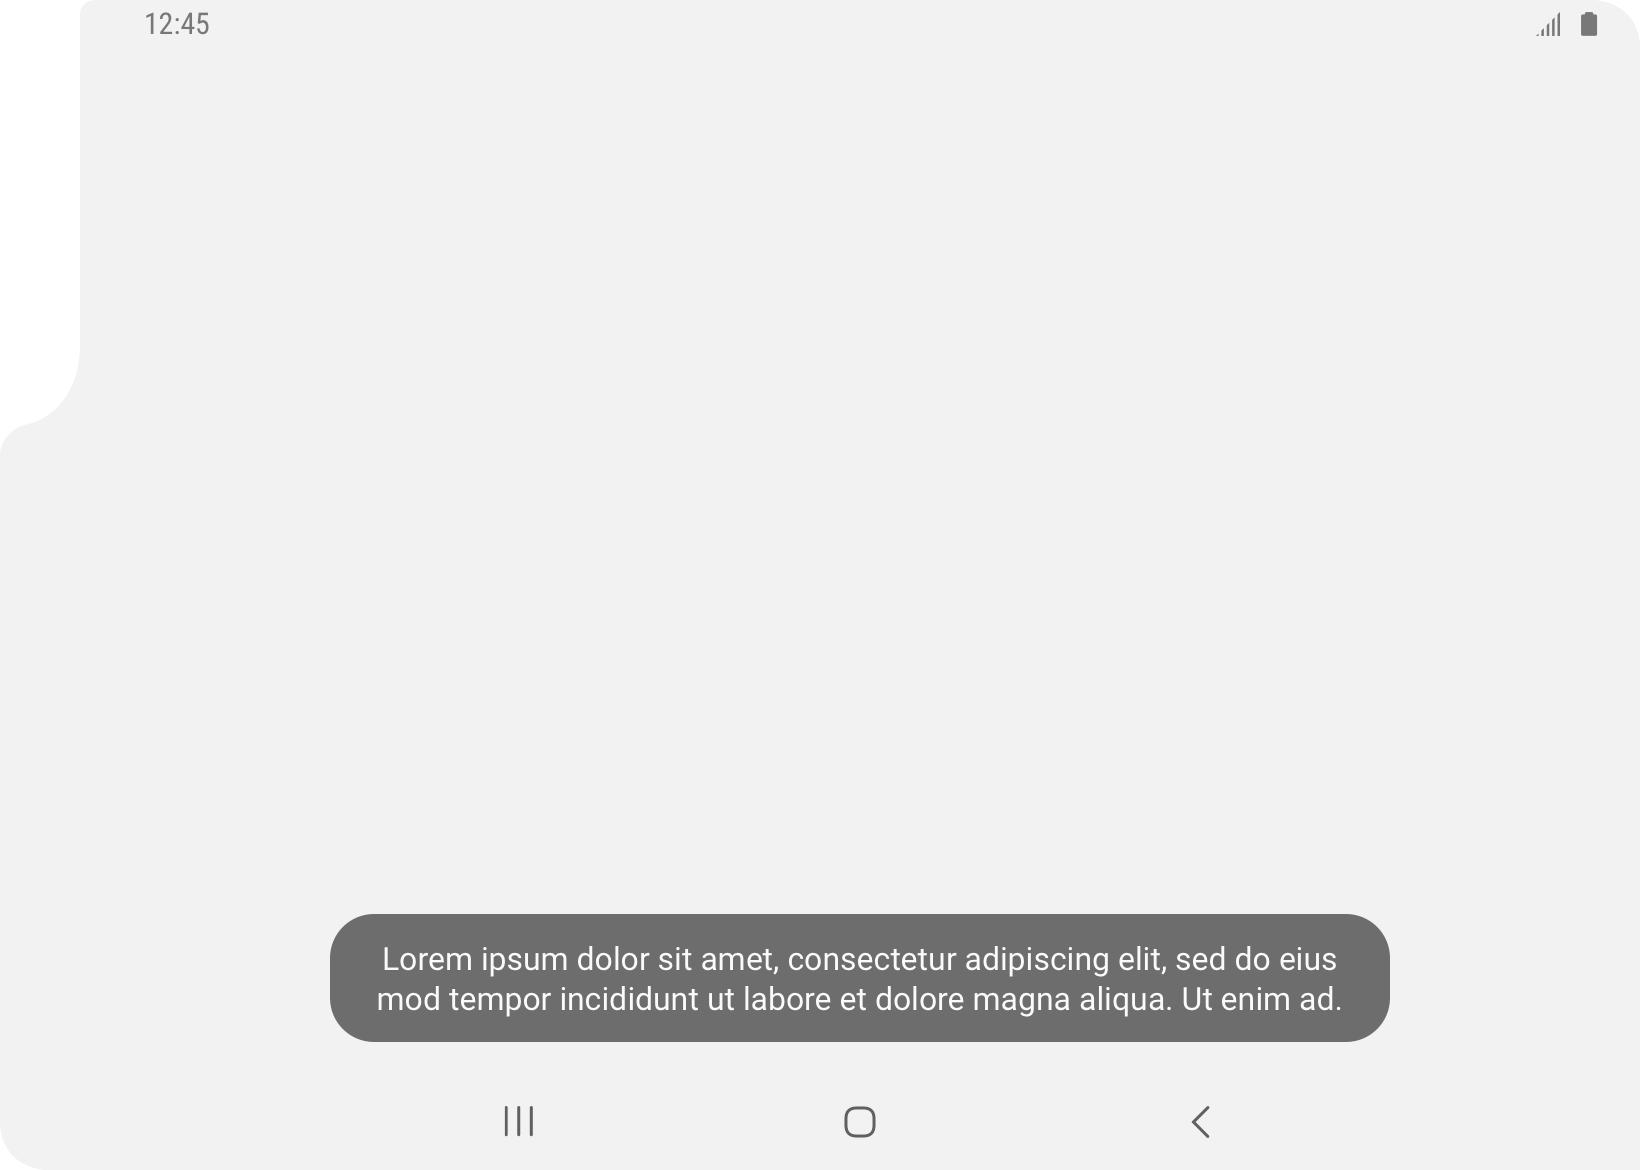 12:45
Lorem ipsum dolor sit amet, consectetur adipiscing elit, sed do eius
mod tempor incididunt ut labore et dolore magna aliqua. Ut enim ad.